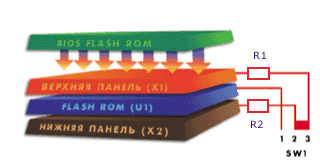 BIOS FLASH ROM
R1
ВЕРХНЯЯ ПАНЕЛЬ (X1)
FLASH ROM (U1)
R2
НИЖНЯЯ ПАНЕЛЬ (X2)
1 2 3
SW1